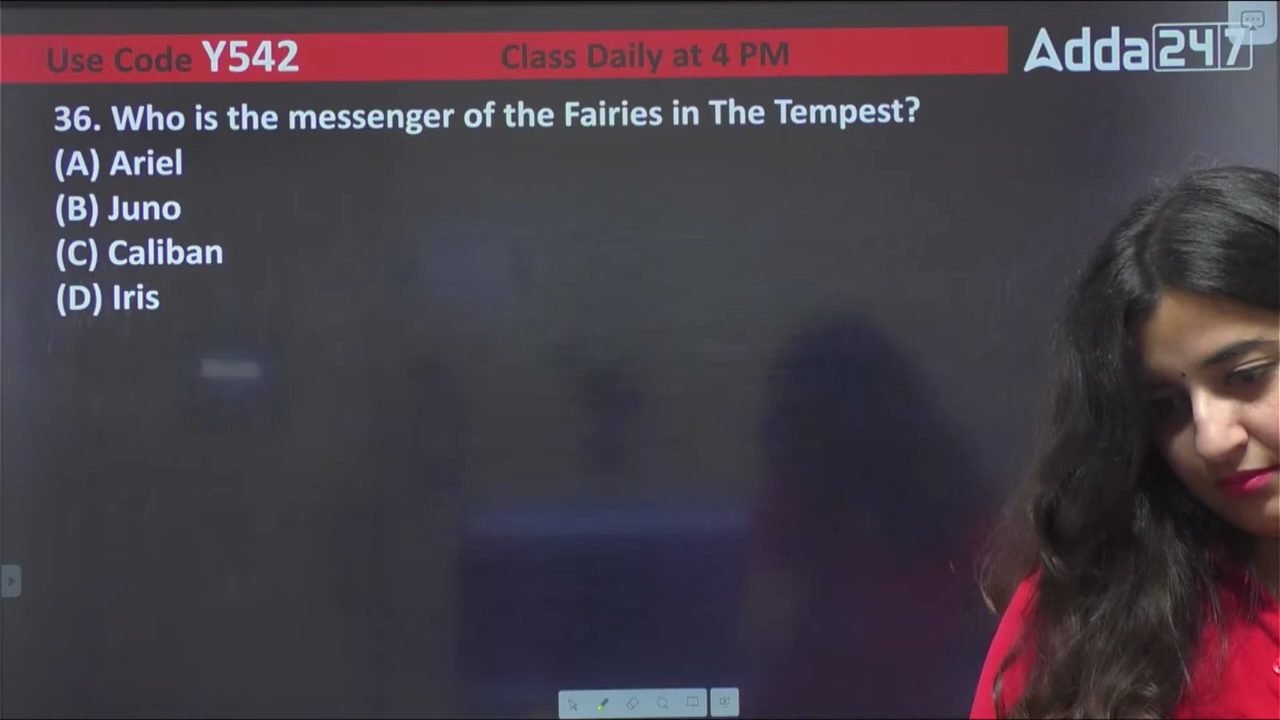 Use Code Y542 Class Daily at 4 PM Adda247
36. Who is the messenger of the Fairies in The Tempest?
(A) Ariel
(B) Juno
(C) Caliban
(D) Iris